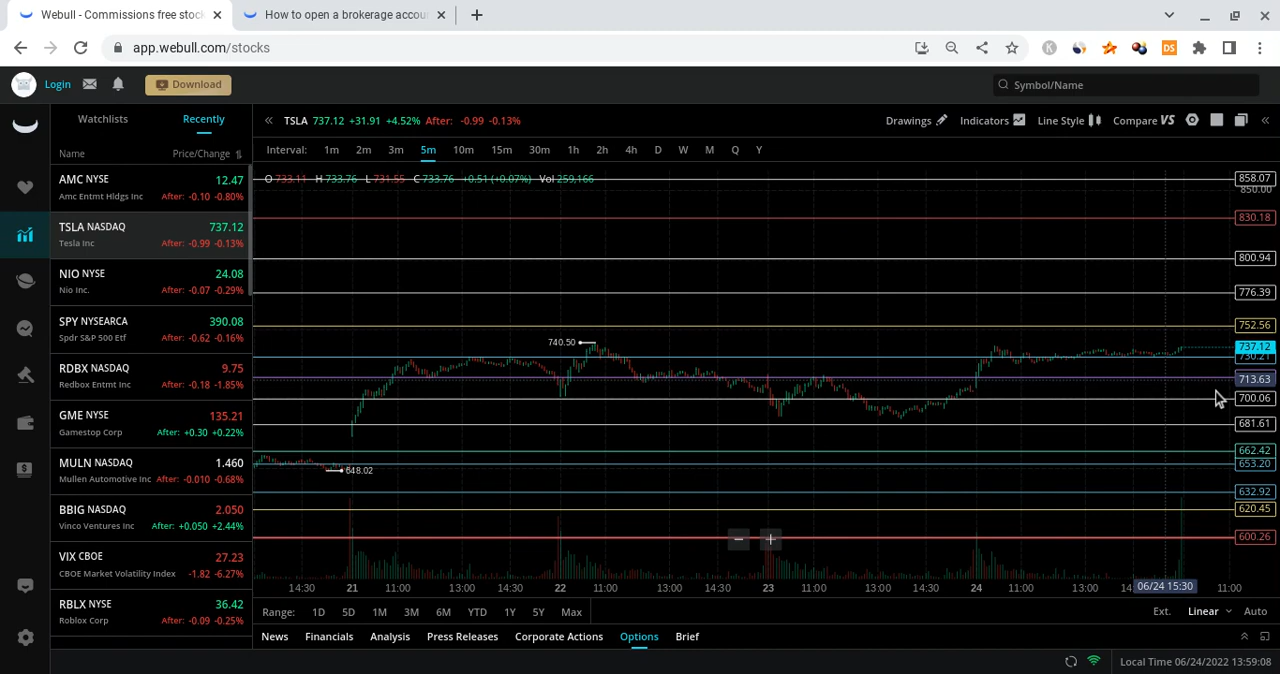 Webull - Commissions free stock
How to open a brokerage accou
app.webull.com/stocks
Login
Download
Symbol/Name
Watchlists
Recently
Name
Price/Change
AMC NYSE 12.47
Amc Entmt Hldgs Inc After: -0.10 -0.80%
TSLA NASDAQ 737.12
Tesla Inc After: -0.99 -0.13%
NIO NYSE 24.08
Nio Inc. After: -0.07 -0.29%
SPY NYSEARCA 390.08
Spdr S&P 500 Etf After: -0.62 -0.16%
RDBX NYSE 9.75
Redbox Entmt Inc After: -0.18 -1.85%
GME NYSE 135.21
Gamestop Corp After: +0.30 +0.22%
MULN NASDAQ 1.460
Mullen Automotive Inc After: -0.010 -0.68%
BBIG NASDAQ 2.050
Vinco Ventures Inc After: +0.050 +2.44%
VIX CBOE 27.23
CBOE Market Volatility Index -1.82 -6.27%
RBLX NYSE 36.42
Roblox Corp After: -0.09 -0.25%
TSLA 737.12 +31.91 +4.52% After: -0.99 -0.13%
Drawings Indicators Line Style Compare VS
Interval: 1m 2m 3m 5m 10m 15m 30m 1h 2h 4h D W M Q Y
O 733.11 H 733.76 L 731.55 C 733.76 +0.51 (+0.07%) Vol 259,166
858.07
850.00
830.18
800.94
776.39
752.56
740.50
737.12
730.21
713.63
700.06
681.61
662.42
653.20
648.02
632.92
620.45
600.26
14:30 21 11:00 13:00 14:30 22 11:00 13:00 14:30 23 13:00 14:30 24 11:00 13:00 14 06/24 15:30 11:00
Range: 1D 5D 1M 3M 6M YTD 1Y 5Y Max
Ext. Linear Auto
News Financials Analysis Press Releases Corporate Actions Options Brief
Local Time 06/24/2022 13:59:08
K
DS